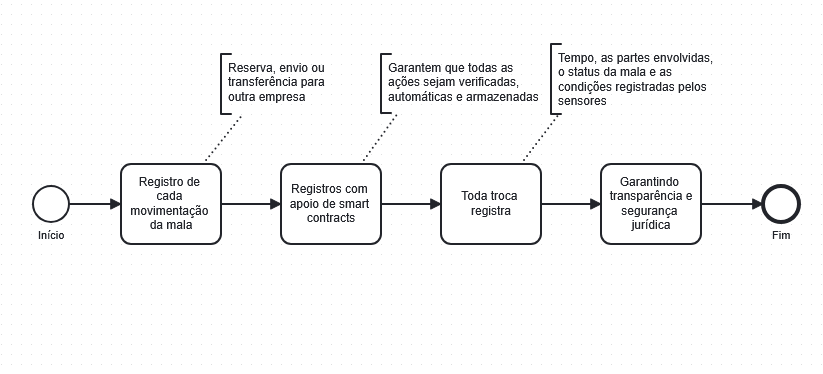 Reserva, envio ou
transferência para
outra empresa
Garantem que todas as
ações sejam verificadas,
automáticas e armazenadas
Tempo, as partes envolvidas,
o status da mala e as
condições registradas pelos
sensores
Início
Registro de
cada
movimentação
da mala
Registros com
apoio de smart
contracts
Toda troca
registra
Garantindo
transparência e
segurança
jurídica
Fim